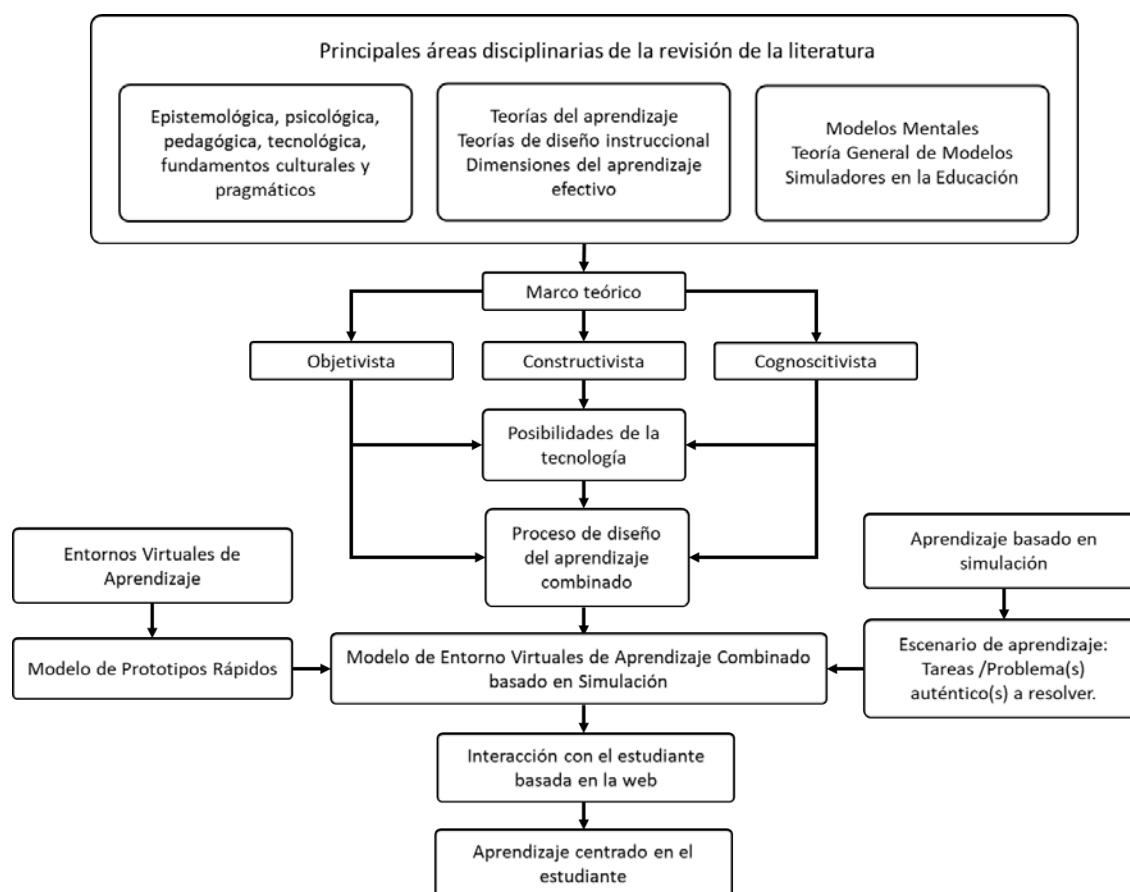 Principales áreas disciplinarias de la revisión de la literatura
Epistemológica, psicológica,
pedagógica, tecnológica,
fundamentos culturales y
pragmáticos
Teorías del aprendizaje
Teorías de diseño instruccional
Dimensiones del aprendizaje
efectivo
Modelos Mentales
Teoría General de Modelos
Simuladores en la Educación
Marco teórico
Objetivista
Constructivista
Cognoscitivista
Posibilidades de la
tecnología
Proceso de diseño
del aprendizaje
combinado
Entornos Virtuales de
Aprendizaje
Aprendizaje basado en
simulación
Modelo de Prototipos Rápidos
Modelo de Entorno Virtuales de Aprendizaje Combinado
basado en Simulación
Escenario de aprendizaje:
Tareas /Problema(s)
auténtico(s) a resolver.
Interacción con el estudiante
basada en la web
Aprendizaje centrado en el
estudiante